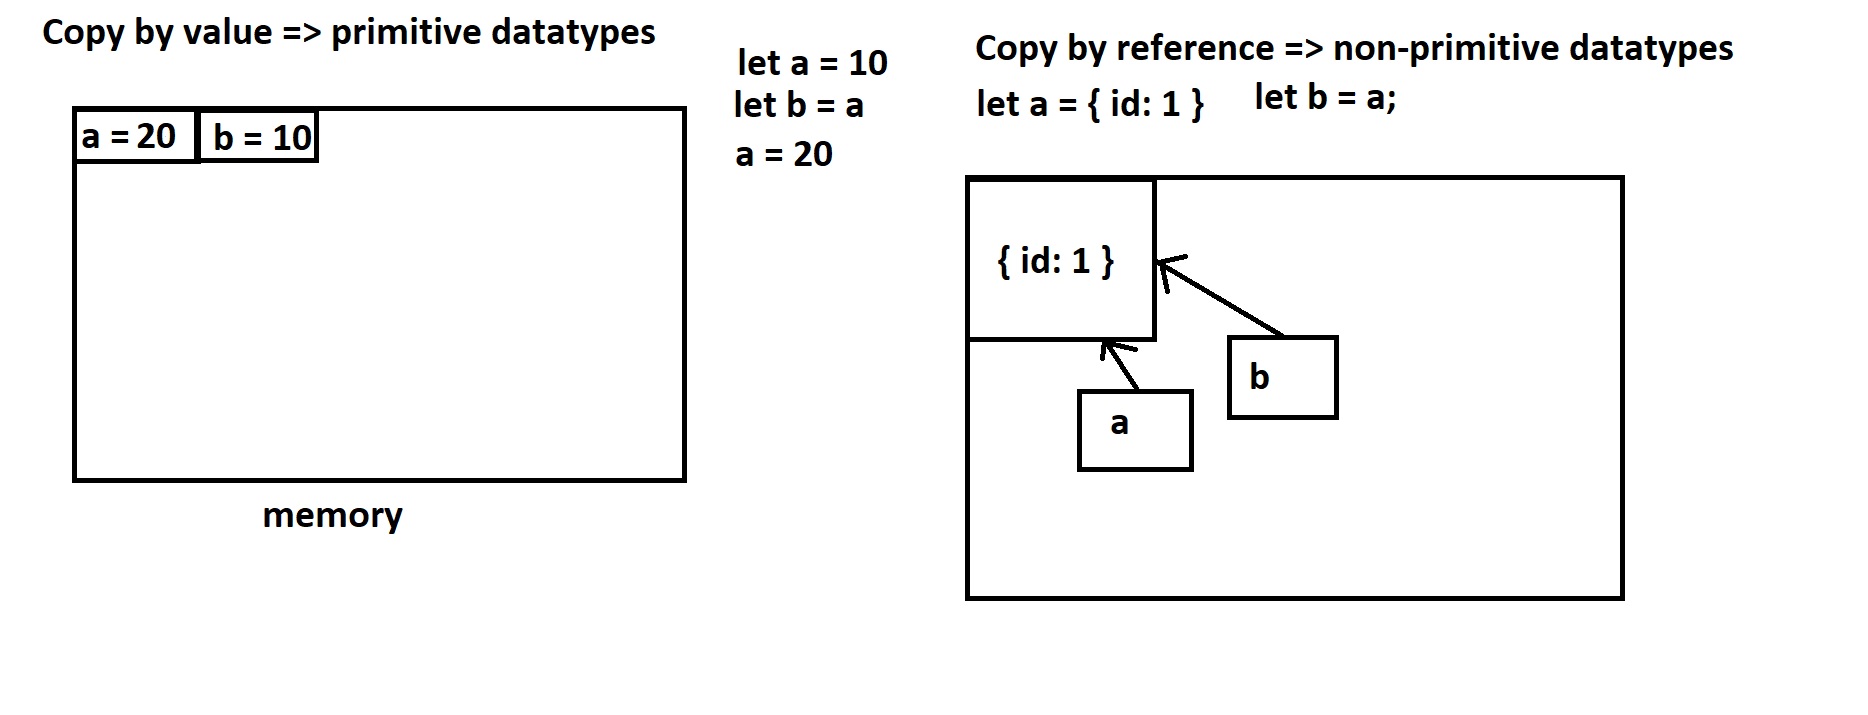 Copy by value => primitive datatypes
a = 20
b = 10
memory
let a = 10
let b = a
a = 20
Copy by reference => non-primitive datatypes
let a = { id: 1 }
let b = a;
{ id: 1 }
b
a